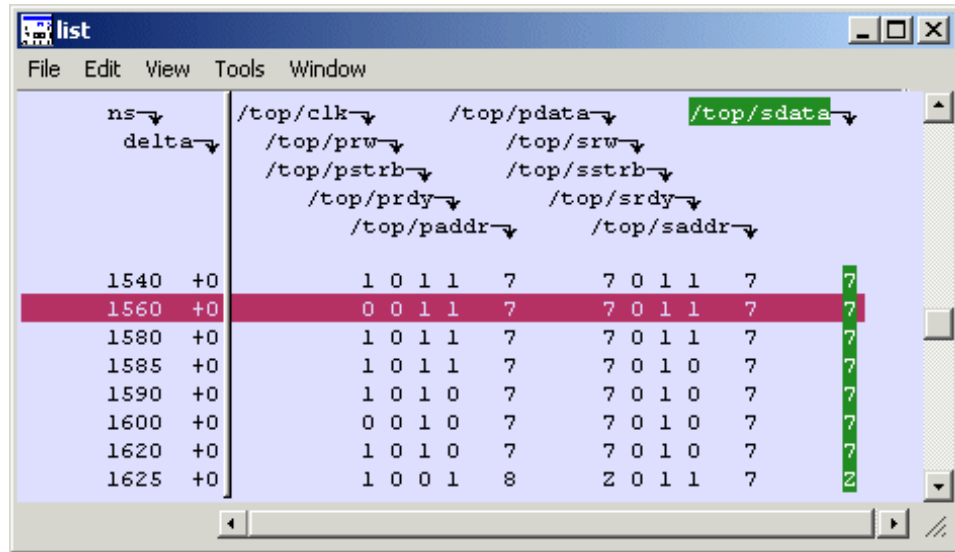 list
File Edit View Tools Window
ns /top/clk /top/pdata /top/sdata
delta /top/prw /top/srw
/top/pstrb /top/sstrb
/top/prdy /top/srdy
/top/paddr /top/saddr
1540 +0 1 0 1 1 7 7 0 1 1 7 7
1560 +0 0 0 1 1 7 7 0 1 1 7 7
1580 +0 1 0 1 1 7 7 0 1 1 7 7
1585 +0 1 0 1 1 7 7 0 1 0 7 7
1590 +0 1 0 1 0 7 7 0 1 0 7 7
1600 +0 0 0 1 0 7 7 0 1 0 7 7
1620 +0 1 0 1 0 7 7 0 1 0 7 7
1625 +0 1 0 0 1 8 Z 0 1 1 7 Z